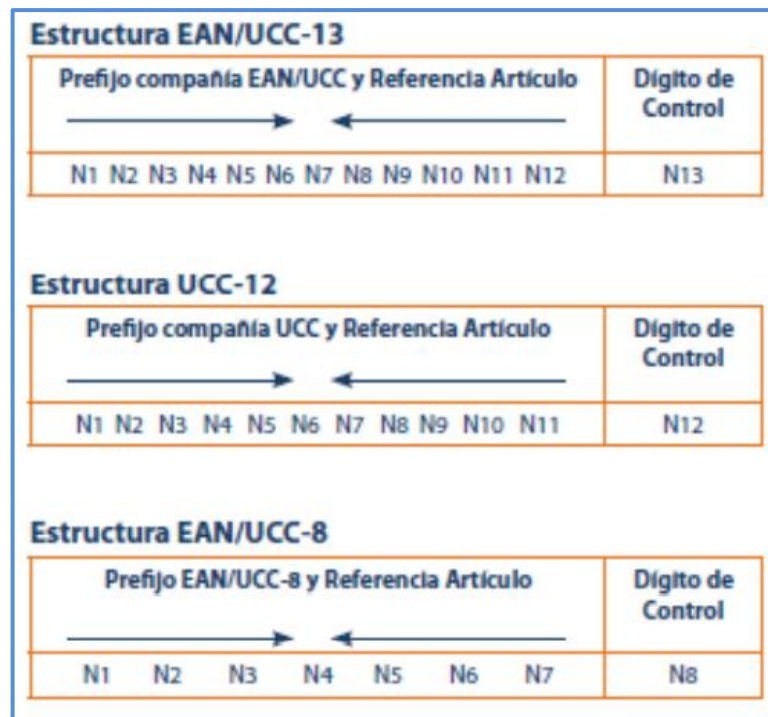 Estructura EAN/UCC-13
Prefijo compañía EAN/UCC y Referencia Artículo
Dígito de
Control
N1 N2 N3 N4 N5 N6 N7 N8 N9 N10 N11 N12
N13
Estructura UCC-12
Prefijo compañía UCC y Referencia Artículo
Dígito de
Control
N1 N2 N3 N4 N5 N6 N7 N8 N9 N10 N11
N12
Estructura EAN/UCC-8
Prefijo EAN/UCC-8 y Referencia Artículo
Dígito de
Control
N1 N2 N3 N4 N5 N6 N7
N8